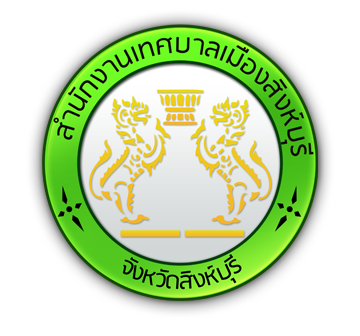 สำนักงานเทศบาลเมืองสิงห์บุรี
จังหวัดสิงห์บุรี